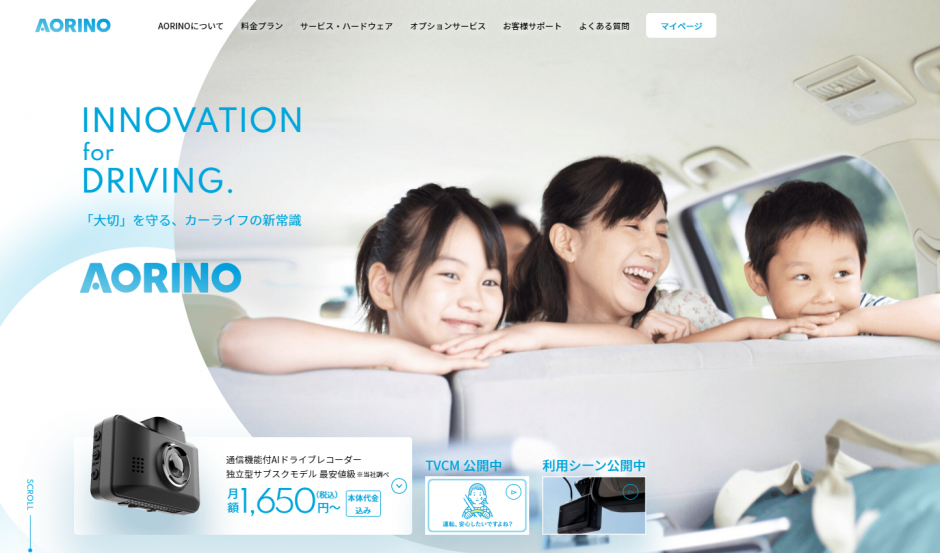 AORINO
AORINOについて
料金プラン
サービス・ハードウェア
オプションサービス
お客様サポート
よくある質問
マイページ
INNOVATION
for
DRIVING.
「大切」を守る、カーライフの新常識
AORINO
通信機能付AIドライブレコーダー
独立型サブスクモデル 最安値級 ※当社調べ
月額1,650円〜(税込)
本体代金
込み
TVCM 公開中
運転、安心したいですよね?
利用シーン公開中
SCROLL